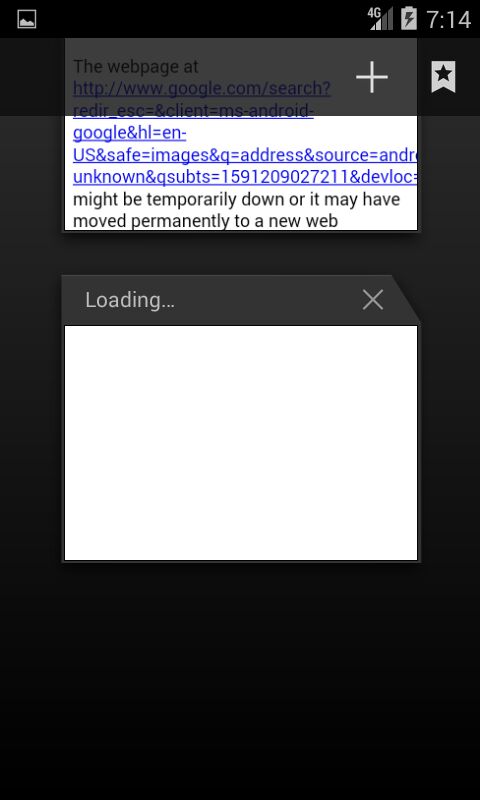 4G
7:14
The webpage at
http://www.google.com/search?
redir_esc=&client=ms-android-
google&hl=en-
US&safe=images&q=address&source=andr
unknown&qsubts=1591209027211&devloc=
might be temporarily down or it may have
moved permanently to a new web
Loading...